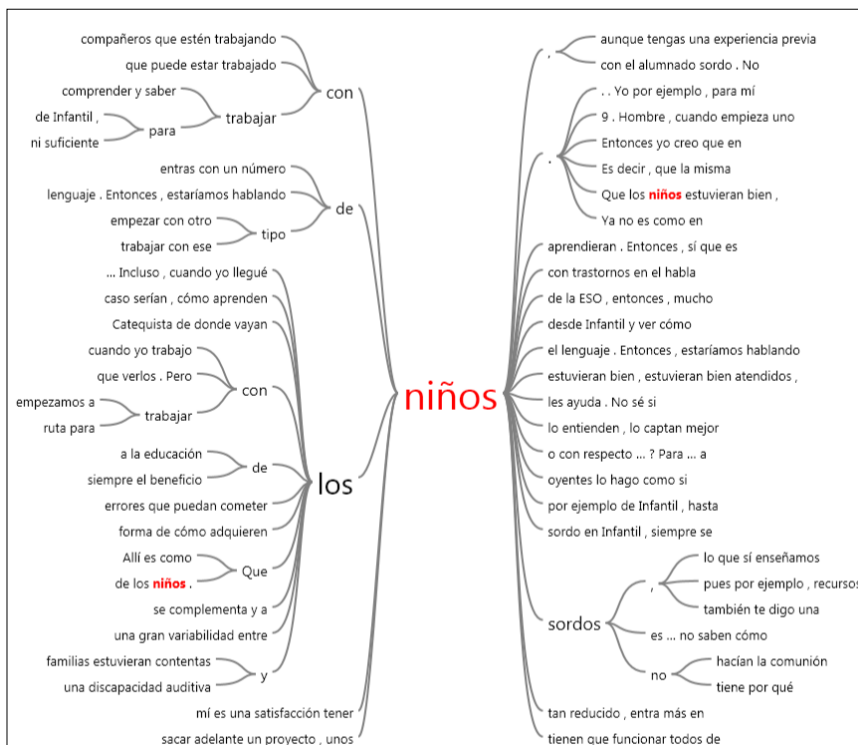 compañeros que estén trabajando
que puede estar trabajado
comprender y saber
de Infantil ,
ni suficiente
para
trabajar
con
entras con un número
lenguaje . Entonces , estaríamos hablando
empezar con otro
trabajar con ese
tipo
de
... Incluso , cuando yo llegué
caso serían , cómo aprenden
Catequista de donde vayan
cuando yo trabajo
que verlos . Pero
empezamos a
ruta para
trabajar
con
a la educación
siempre el beneficio
de
errores que puedan cometer
forma de cómo adquieren
Allí es como
de los niños .
Que
se complementa y a
una gran variabilidad entre
familias estuvieran contentas
una discapacidad auditiva
y
los
mí es una satisfacción tener
sacar adelante un proyecto , unos
niños
,
aunque tengas una experiencia previa
con el alumnado sordo . No
.
. . Yo por ejemplo , para mí
9 . Hombre , cuando empieza uno
Entonces yo creo que en
Es decir , que la misma
Que los niños estuvieran bien ,
Ya no es como en
aprendieran . Entonces , sí que es
con trastornos en el habla
de la ESO , entonces , mucho
desde Infantil y ver cómo
el lenguaje . Entonces , estaríamos hablando
estuvieran bien , estuvieran bien atendidos ,
les ayuda . No sé si
lo entienden , lo captan mejor
o con respecto ... ? Para ... a
oyentes lo hago como si
por ejemplo de Infantil , hasta
sordo en Infantil , siempre se
sordos
,
lo que sí enseñamos
pues por ejemplo , recursos
también te digo una
es ... no saben cómo
no
hacían la comunión
tiene por qué
tan reducido , entra más en
tienen que funcionar todos de